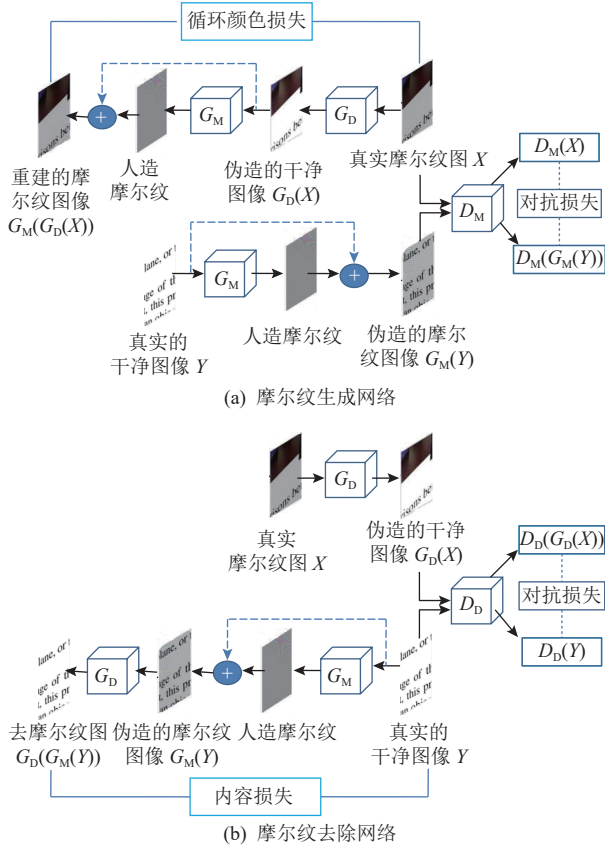 循环颜色损失
G_M
G_D
+
重建的摩
尔纹图像
G_M(G_D(X))
人造
摩尔纹
伪造的干净
图像 G_D(X)
真实摩尔纹图 X
D_M
D_M(X)
对抗损失
D_M(G_M(Y))
G_M
+
真实的
干净图像 Y
人造摩尔纹
伪造的摩尔
纹图像 G_M(Y)
(a) 摩尔纹生成网络
G_D
真实
摩尔纹图 X
伪造的干净
图像 G_D(X)
D_D
D_D(G_D(X))
对抗损失
D_D(Y)
G_D
+
G_M
去摩尔纹图
G_D(G_M(Y))
伪造的摩尔纹
图像 G_M(Y)
人造摩尔纹
真实的
干净图像 Y
内容损失
(b) 摩尔纹去除网络